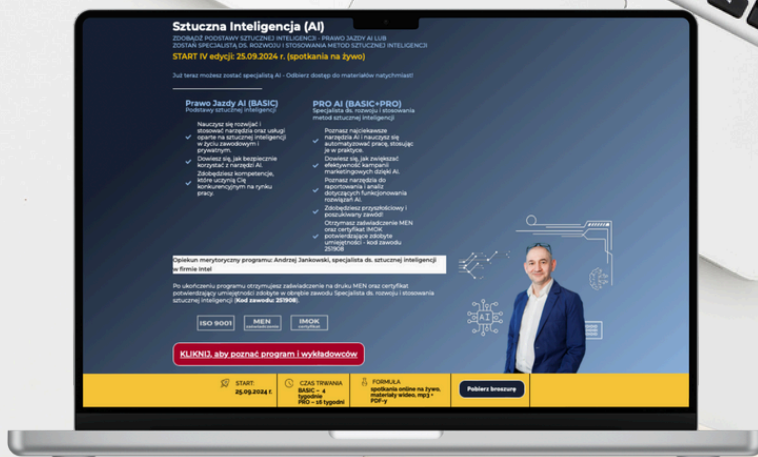 Sztuczna Inteligencja (AI)
ZDOBĄDŹ PODSTAWY SZTUCZNEJ INTELIGENCJI - PRAWO JAZDY AI LUB
ZOSTAŃ SPECJALISTĄ DS. ROZWOJU I STOSOWANIA METOD SZTUCZNEJ INTELIGENCJI
START IV edycji: 25.09.2024 r. (spotkania na żywo)
Już teraz możesz zostać specjalistą AI - Odbierz dostęp do materiałów natychmiast!
Prawo Jazdy AI (BASIC)
Podstawy sztucznej inteligencji
Nauczysz się rozwijać i
stosować narzędzia oraz usługi
oparte na sztucznej inteligencji
w życiu zawodowym i
prywatnym.
Dowiesz się, jak bezpiecznie
korzystać z narzędzi AI.
Zdobędziesz kompetencje,
które uczynią Cię
konkurencyjnym na rynku
pracy.
PRO AI (BASIC+PRO)
Specjalista ds. rozwoju i stosowania
metod sztucznej inteligencji
Poznasz najciekawsze
narzędzia AI i nauczysz się
automatyzować pracę, stosując
je w praktyce.
Dowiesz się, jak zwiększać
efektywność kampanii
marketingowych dzięki AI.
Poznasz narzędzia do
raportowania i analiz
dotyczących funkcjonowania
rozwiązań AI.
Zdobędziesz przyszłościowy i
poszukiwany zawód!
Otrzymasz zaświadczenie MEN
oraz certyfikat IMOK
potwierdzające zdobyte
umiejętności - kod zawodu
251908
Opiekun merytoryczny programu: Andrzej Jankowski, specjalista ds. sztucznej inteligencji
w firmie Intel
Po ukończeniu programu otrzymujesz zaświadczenie na druku MEN oraz certyfikat
potwierdzający umiejętności zdobyte w obrębie zawodu Specjalista ds. rozwoju i stosowania
sztucznej inteligencji (Kod zawodu: 251908).
ISO 9001
MEN
zaświadczenie
IMOK
certyfikat
KLIKNIJ, aby poznać program i wykładowców
AI
START:
25.09.2024 r.
CZAS TRWANIA
BASIC – 4
tygodnie
PRO – 16 tygodni
FORMUŁA
spotkania online na żywo,
materiały wideo, mp3 +
PDF-y
Pobierz broszurę